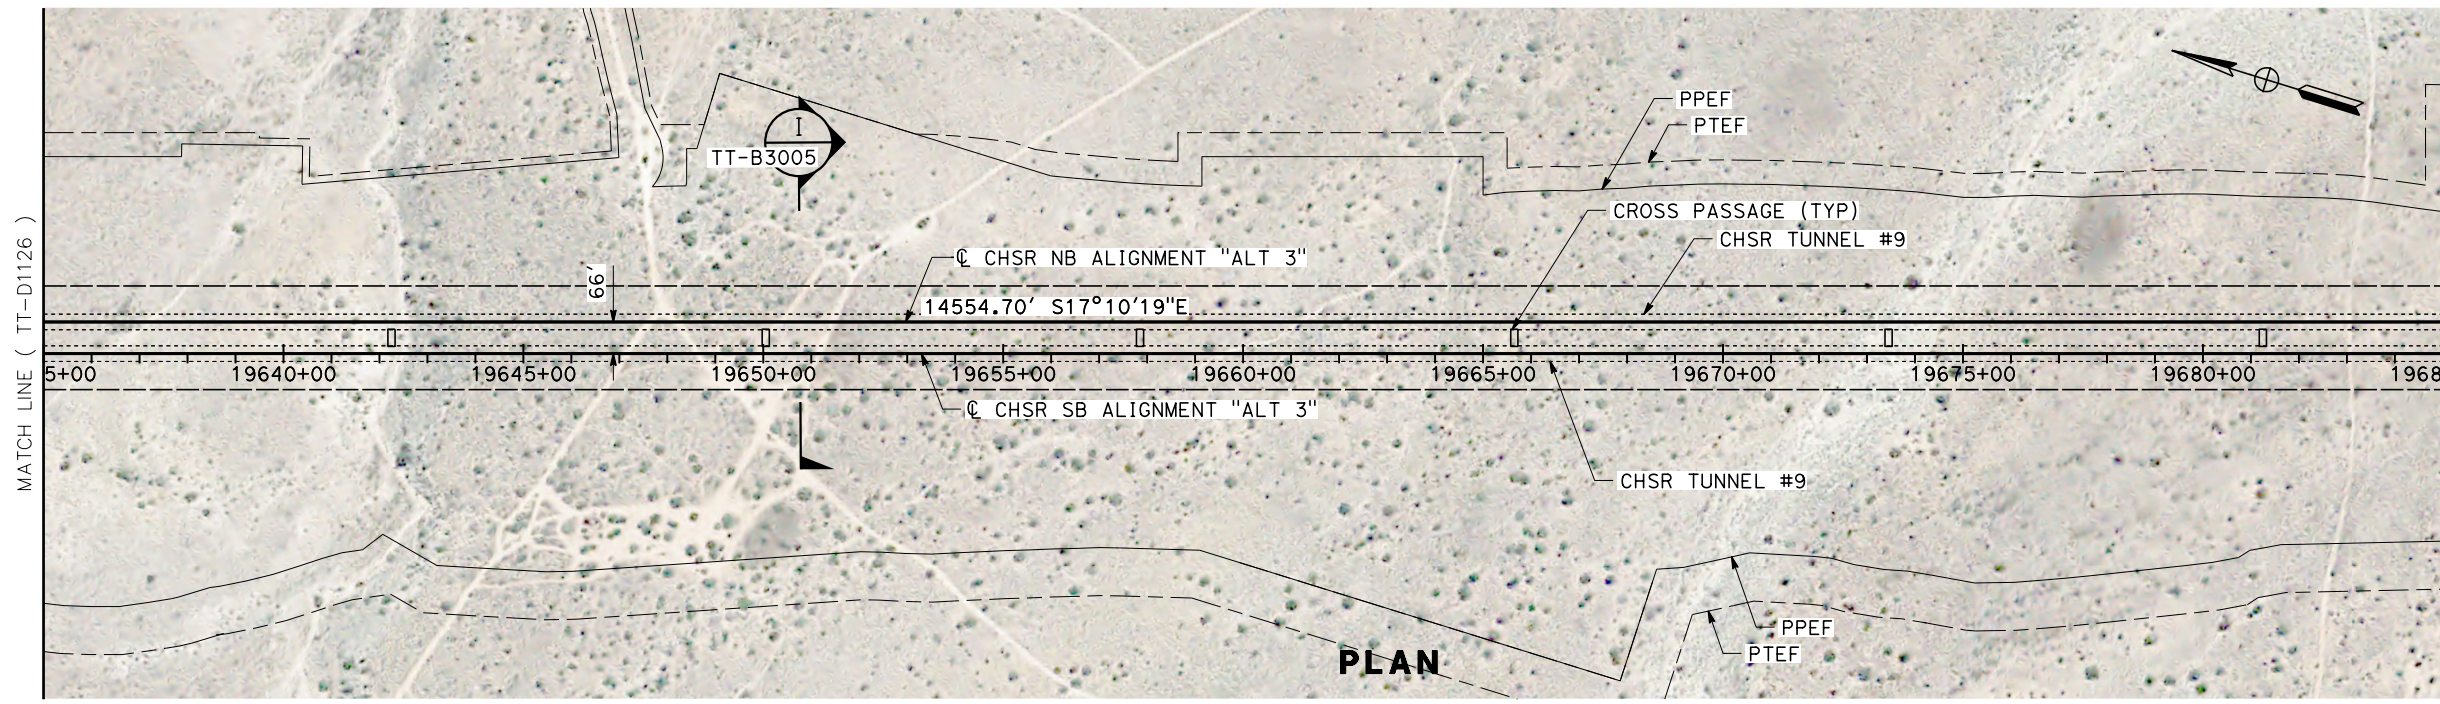 MATCH LINE ( TT-D1126 )
I
TT-B3005
PPEF
PTEF
CROSS PASSAGE (TYP)
CHSR TUNNEL #9
℄ CHSR NB ALIGNMENT "ALT 3"
66'
14554.70' S17°10'19"E
5+00 19640+00 19645+00 19650+00 19655+00 19660+00 19665+00 19670+00 19675+00 19680+00 1968
℄ CHSR SB ALIGNMENT "ALT 3"
CHSR TUNNEL #9
PPEF
PTEF
PLAN